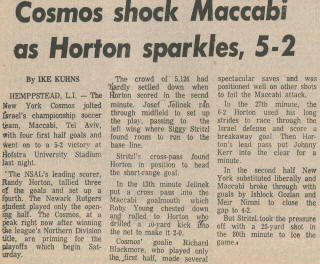 Cosmos shock Maccabi
as Horton sparkles, 5-2
By IKE KUHNS
HEMPPSTEAD, L.I. — The
New York Cosmos jolted
Israel's championship soccer
team, Maccabi, Tel Aviv,
with four first half goals and
went on to a 5-2 victory at
Hofstra University Stadium
last night.
The NSAL's leading scorer,
Randy Horton, tallied three
of the goals and set up a
fourth. The Newark Rutgers
student played only the open-
ing half. The Cosmos, at a
peak right now after winning
the league's Northern Division
title, are priming for the
playoffs which begin Sat-
urday.
The crowd of 5,126 had
hardly settled down when
Horton scored in the second
minute. Josef Jelinek ran
through midfield to set up
the play, passing to the
left wing where Siggy Stritzl
found room to run to the
base line.
Stritzl's cross-pass found
Horton in position to head
the short-range goal.
In the 13th minute Jelinek
put a cross pass into the
Maccabi goalmouth which
Roby Young chested down
and rolled to Horton who
drilled a 10-yard kick into
the net to make it 2-0.
Cosmos' goalie Richard
Blackmore, who played only
the first half, made several
spectacular saves and was
positioned well on other shots
to foil the Maccabi attack.
In the 27th minute, the
6-2 Horton used his long
strides to race through the
Israel defense and score a
breakaway goal. Then Hor-
ton's lead pass put Johnny
Kerr into the clear for a
minute.
In the second half New
York substituted liberally and
Maccabi broke through with
goals by Itshok Gozlan and
Meir Nimni to close the
gap to 4-2.
But Stritzl took the pressure
off with a 25-yard shot in
the 80th minute to ice the
game.